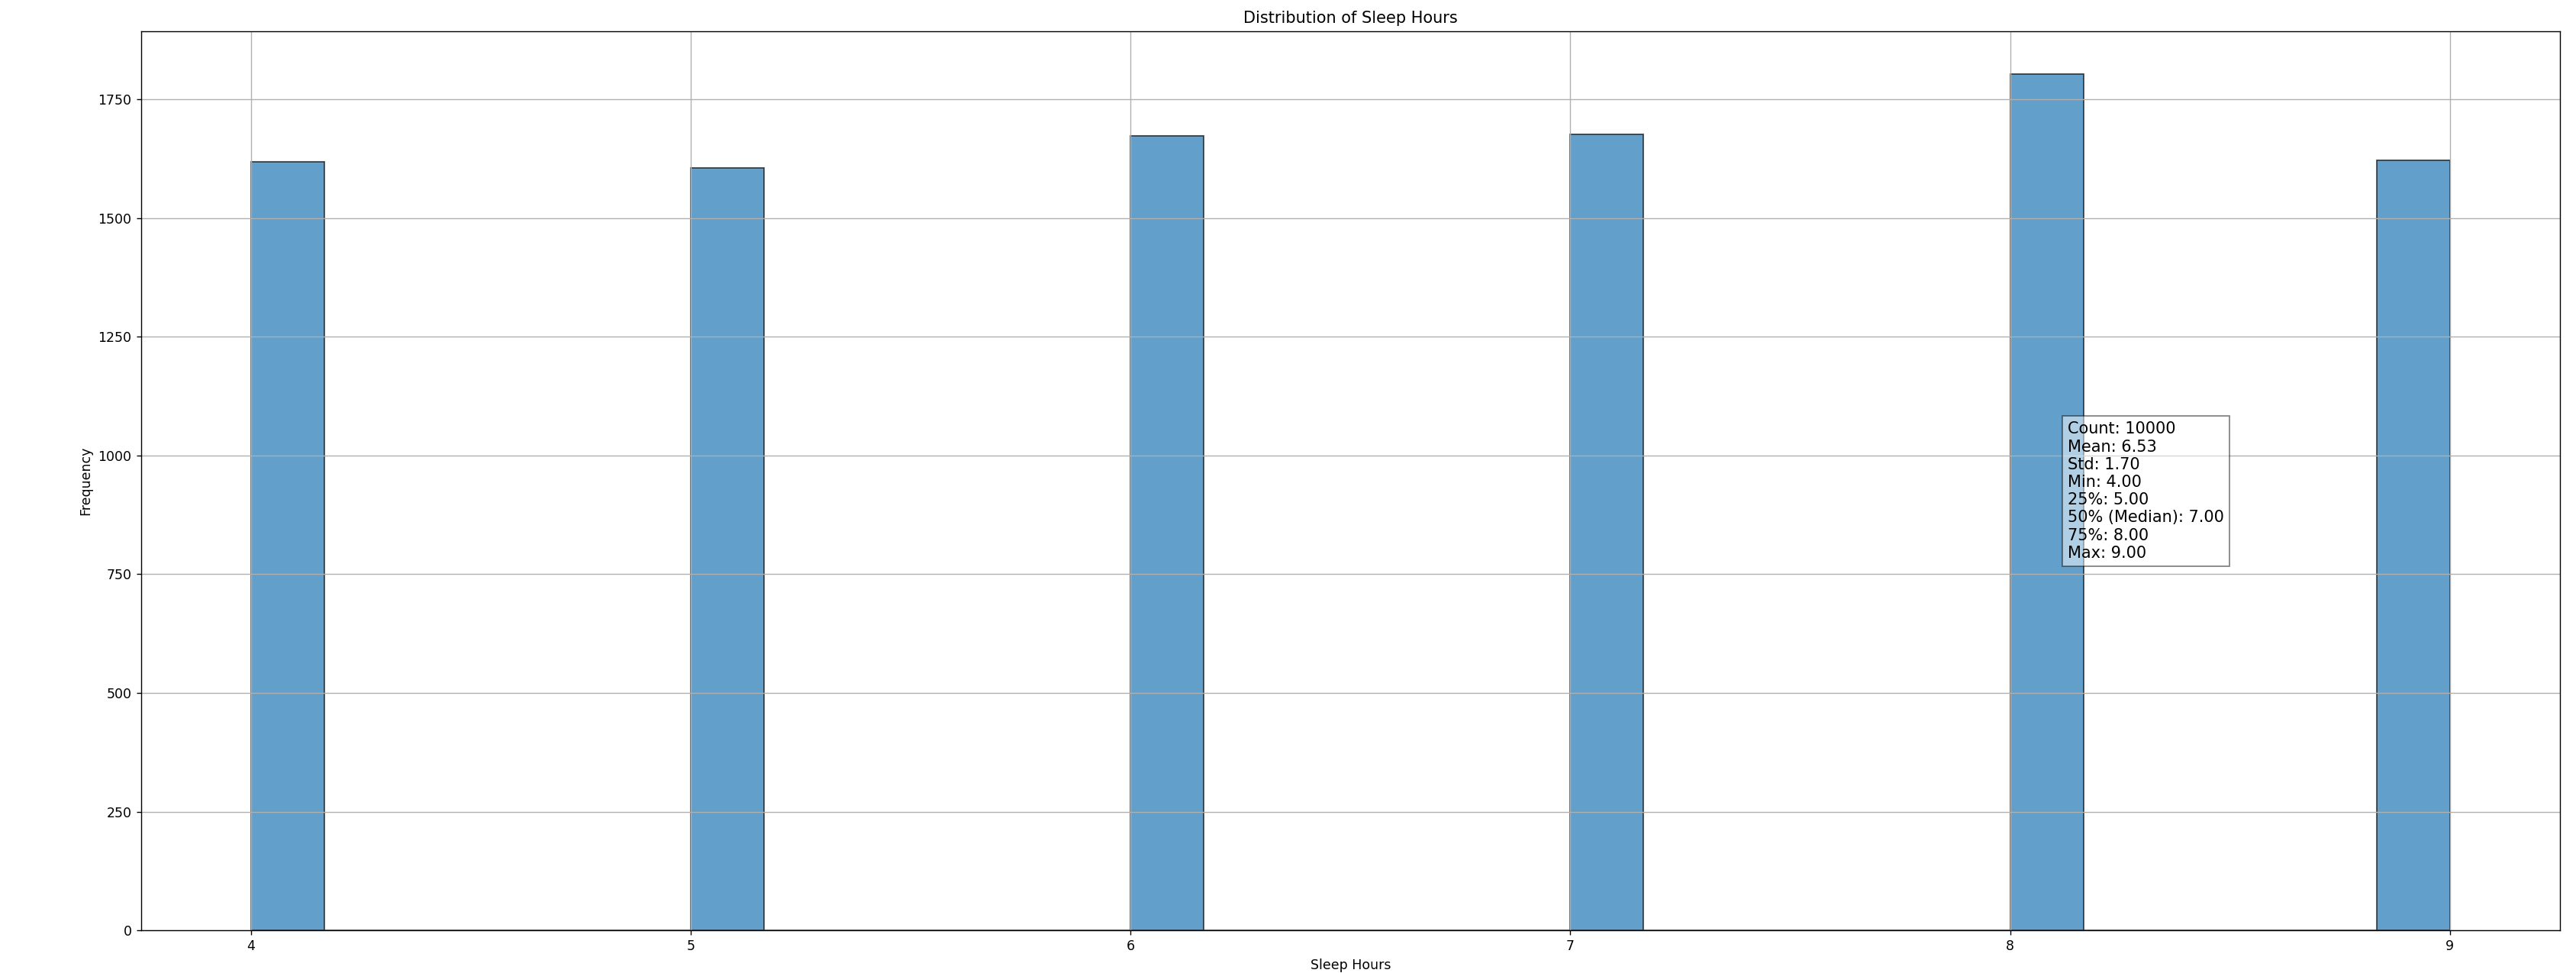 Distribution of Sleep Hours
1750
1500
1250
1000
750
500
250
0
Frequency
Count: 10000
Mean: 6.53
Std: 1.70
Min: 4.00
25%: 5.00
50% (Median): 7.00
75%: 8.00
Max: 9.00
4 5 6 7 8 9
Sleep Hours